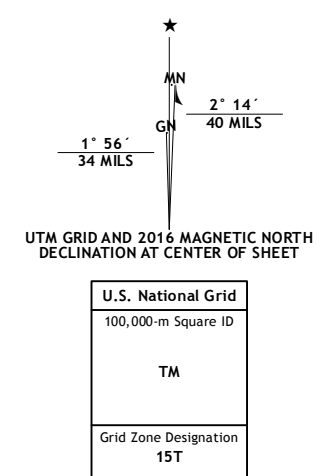 ★
MN
2° 14´
GN
40 MILS
1° 56´
34 MILS
UTM GRID AND 2016 MAGNETIC NORTH
DECLINATION AT CENTER OF SHEET
U.S. National Grid
100,000-m Square ID
TM
Grid Zone Designation
15T